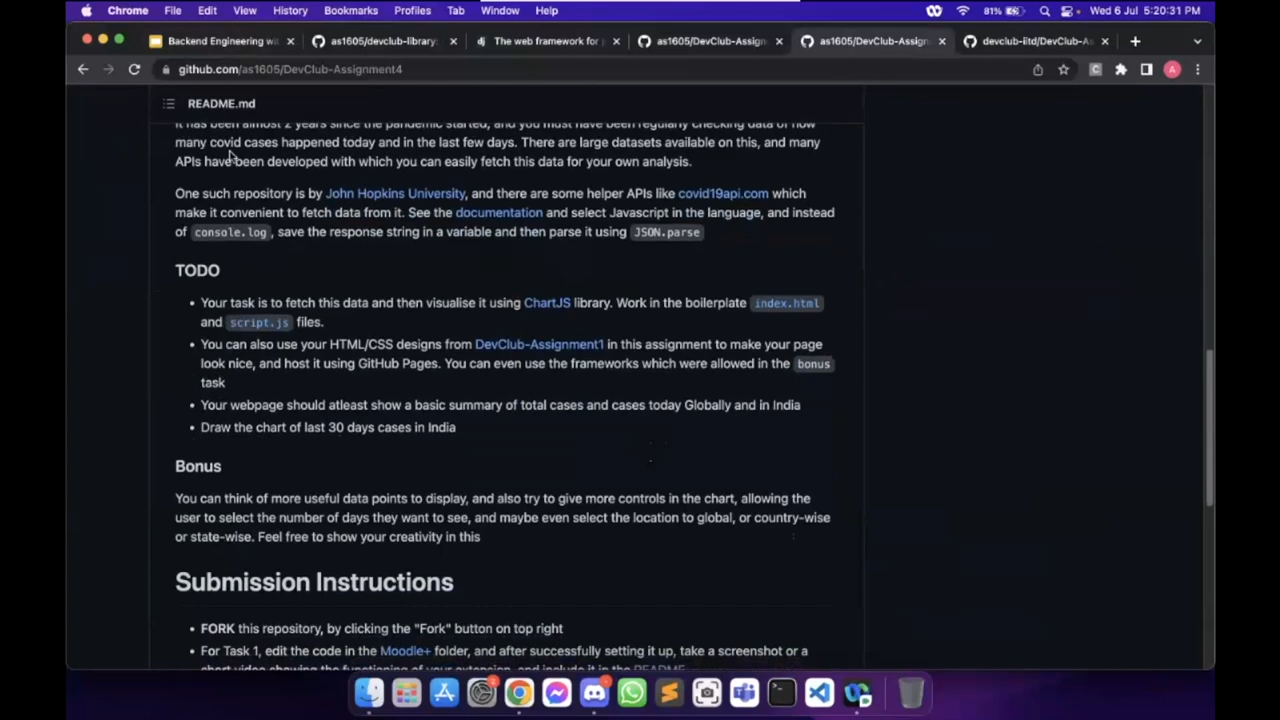 Chrome File Edit View History Bookmarks Profiles Tab Window Help 81% Wed 6 Jul 5:20:31 PM
Backend Engineering wi as1605/devclub-library: dj The web framework for p as1605/DevClub-Assign as1605/DevClub-Assign devclub-iitd/DevClub-As
github.com/as1605/DevClub-Assignment4 C A
README.md
It has been almost 2 years since the pandemic started, and you must have been regularly checking data of how
many covid cases happened today and in the last few days. There are large datasets available on this, and many
APIs have been developed with which you can easily fetch this data for your own analysis.
One such repository is by John Hopkins University, and there are some helper APIs like covid19api.com which
make it convenient to fetch data from it. See the documentation and select Javascript in the language, and instead
of console.log, save the response string in a variable and then parse it using JSON.parse
TODO
• Your task is to fetch this data and then visualise it using ChartJS library. Work in the boilerplate index.html
and script.js files.
• You can also use your HTML/CSS designs from DevClub-Assignment1 in this assignment to make your page
look nice, and host it using GitHub Pages. You can even use the frameworks which were allowed in the bonus
task
• Your webpage should atleast show a basic summary of total cases and cases today Globally and in India
• Draw the chart of last 30 days cases in India
Bonus
You can think of more useful data points to display, and also try to give more controls in the chart, allowing the
user to select the number of days they want to see, and maybe even select the location to global, or country-wise
or state-wise. Feel free to show your creativity in this
Submission Instructions
• FORK this repository, by clicking the "Fork" button on top right
• For Task 1, edit the code in the Moodle+ folder, and after successfully setting it up, take a screenshot or a
short video showing the functioning of your extension, and include it in the README